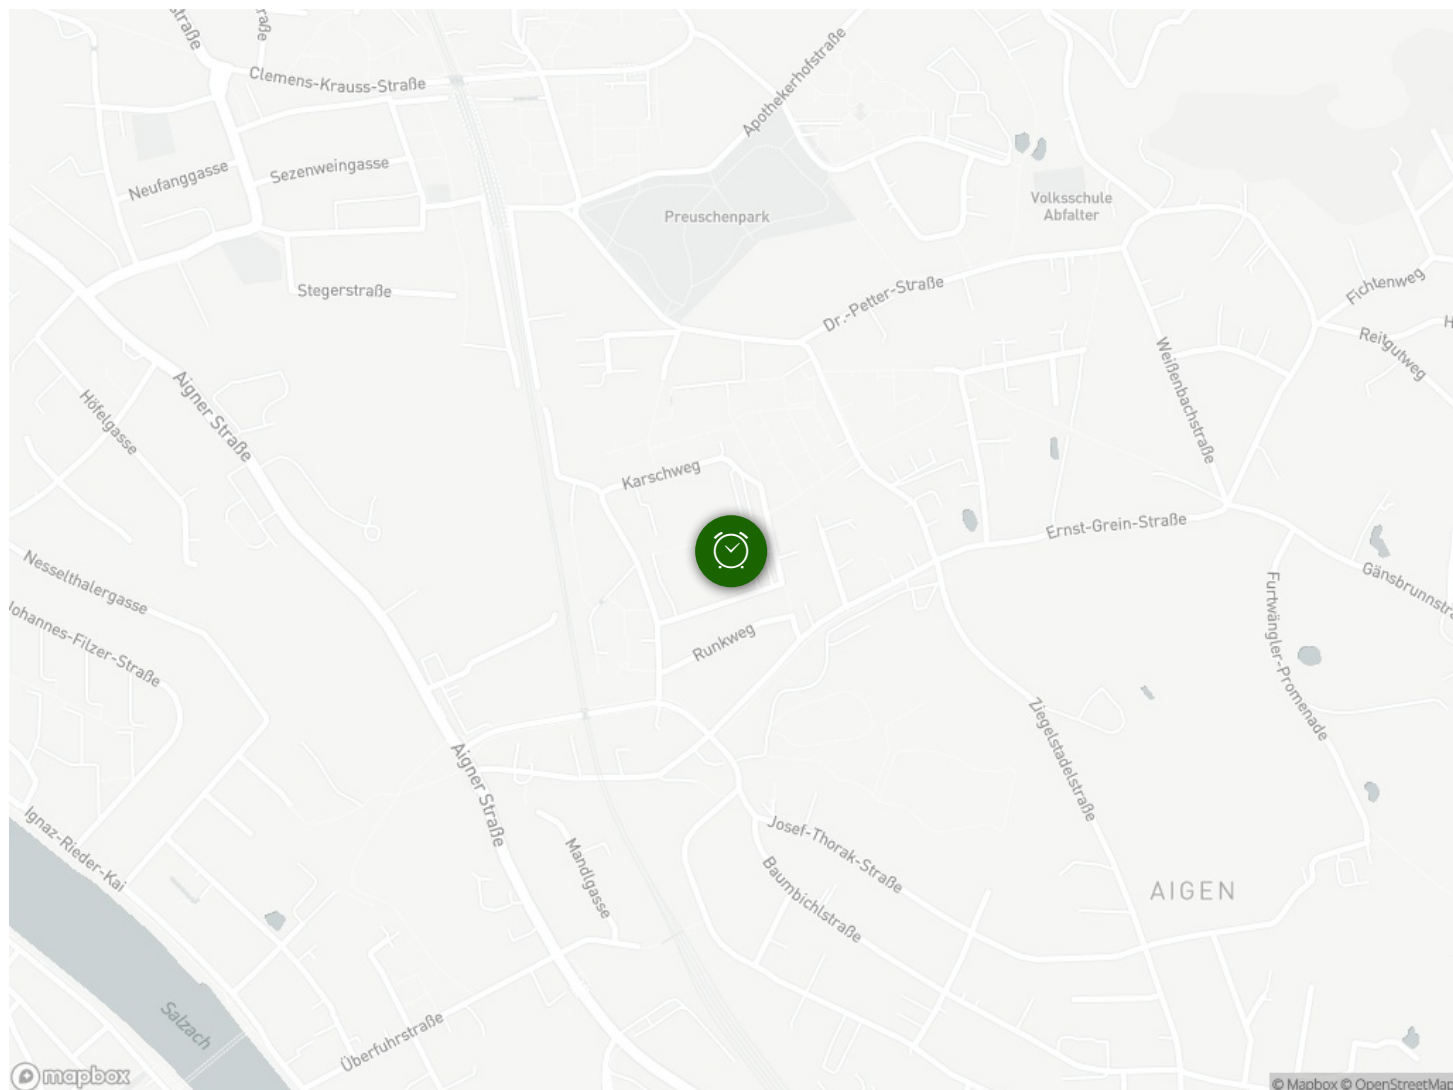 straße
raße
Clemens-Krauss-Straße
Apothekerhofstraße
Neufanggasse
Sezenweingasse
Preuschenpark
Volksschule
Abfalter
Stegerstraße
Dr.-Petter-Straße
Fichtenweg
H
Reitgutweg
Aigner Straße
Höfelgasse
Weißenbachstraße
Karschweg
Ernst-Grein-Straße
Nesselthalergasse
Gänsbrunnstr
Johannes-Filzer-Straße
Runkweg
Furtwängler-Promenade
Ziegelstadelstraße
Aigner Straße
Ignaz-Rieder-Kai
Mandlgasse
Josef-Thorak-Straße
Baumbichlstraße
AIGEN
Salzach
Überfuhrstraße
mapbox
© Mapbox © OpenStreetMap